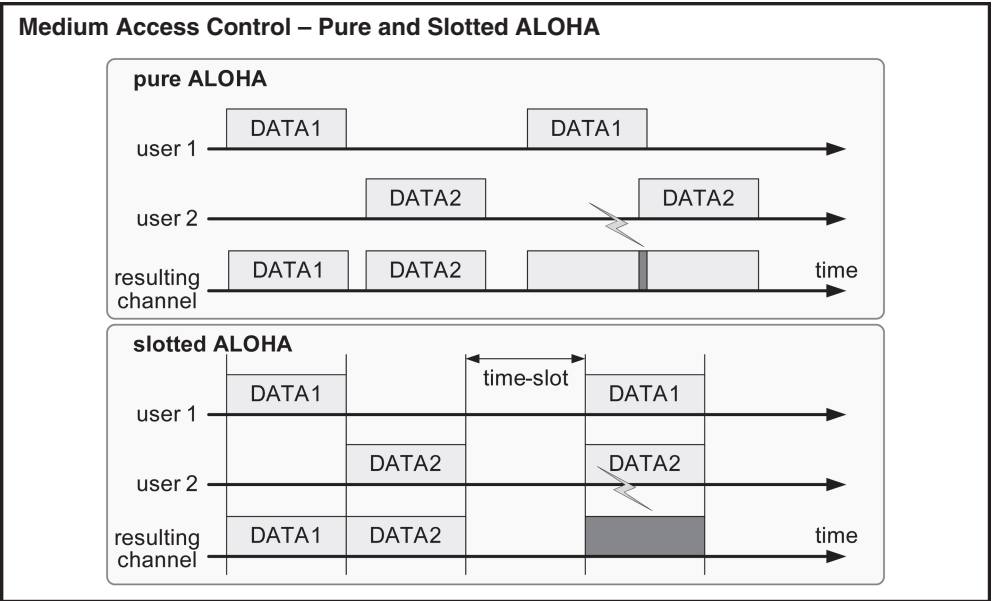 Medium Access Control – Pure and Slotted ALOHA
pure ALOHA
DATA1
DATA1
user 1
DATA2
DATA2
user 2
DATA1
DATA2
time
resulting
channel
slotted ALOHA
time-slot
DATA1
DATA1
user 1
DATA2
DATA2
user 2
DATA1
DATA2
time
resulting
channel